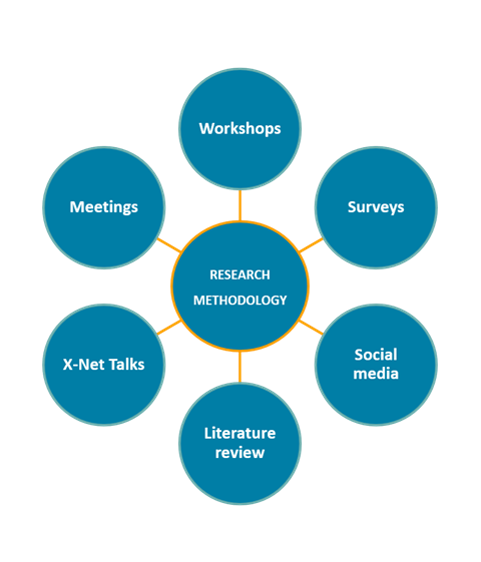 Workshops
Meetings
Surveys
RESEARCH
METHODOLOGY
X-Net Talks
Social
media
Literature
review